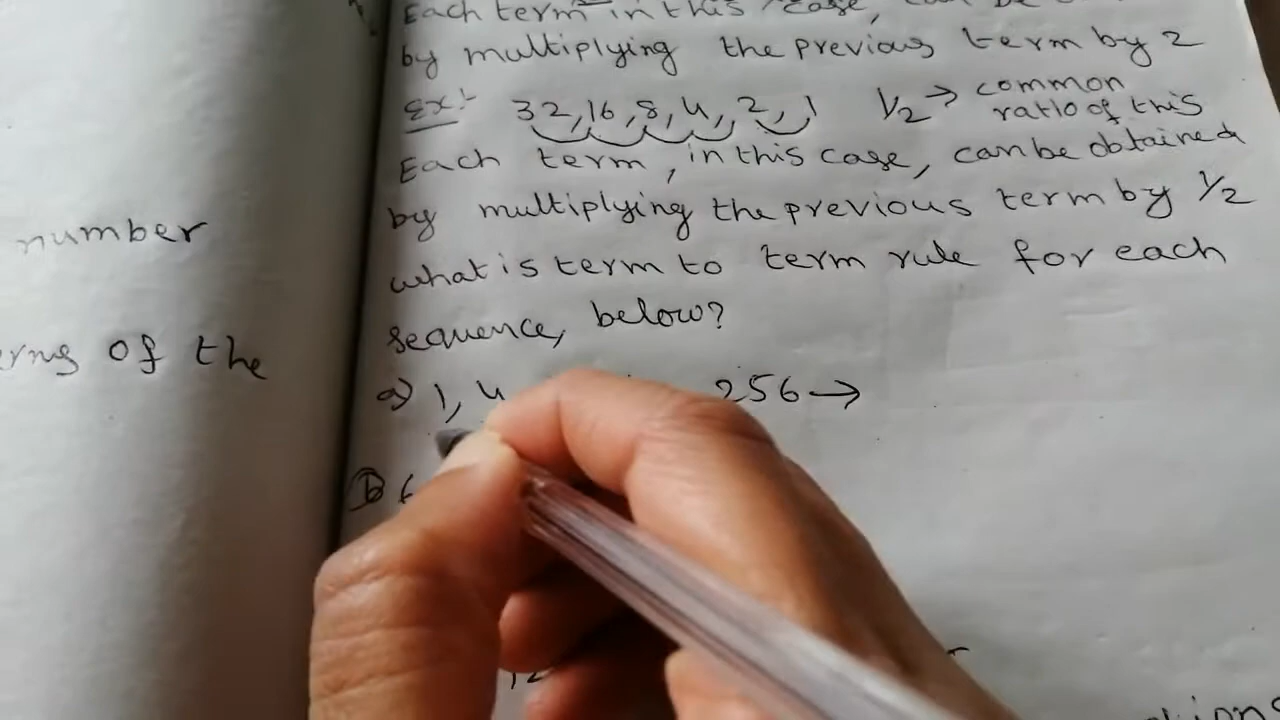 number
of the
Each term in this case,
by multiplying the previous term by 2
Ex:- 32, 16, 8, 4, 2, 1 1/2 → common
ratio of this
Each term, in this case, can be obtained
by multiplying the previous term by 1/2
what is term to term rule for each
sequence, below?
a) 1, 4 256 →